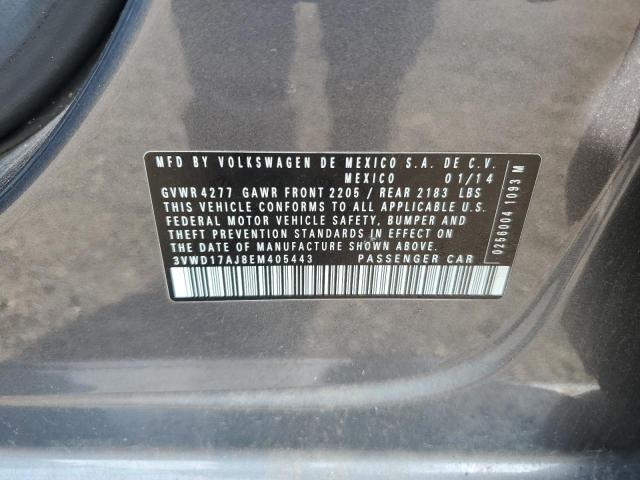 MFD BY VOLKSWAGEN DE MEXICO S.A. DE C.V.
MEXICO 01/14
GVWR 4277 GAWR FRONT 2205 / REAR 2183 LBS
THIS VEHICLE CONFORMS TO ALL APPLICABLE U.S.
FEDERAL MOTOR VEHICLE SAFETY, BUMPER AND
THEFT PREVENTION STANDARDS IN EFFECT ON
THE DATE OF MANUFACTURE SHOWN ABOVE.
3VWD17AJ8EM405443 PASSENGER CAR
0256004 1093 M